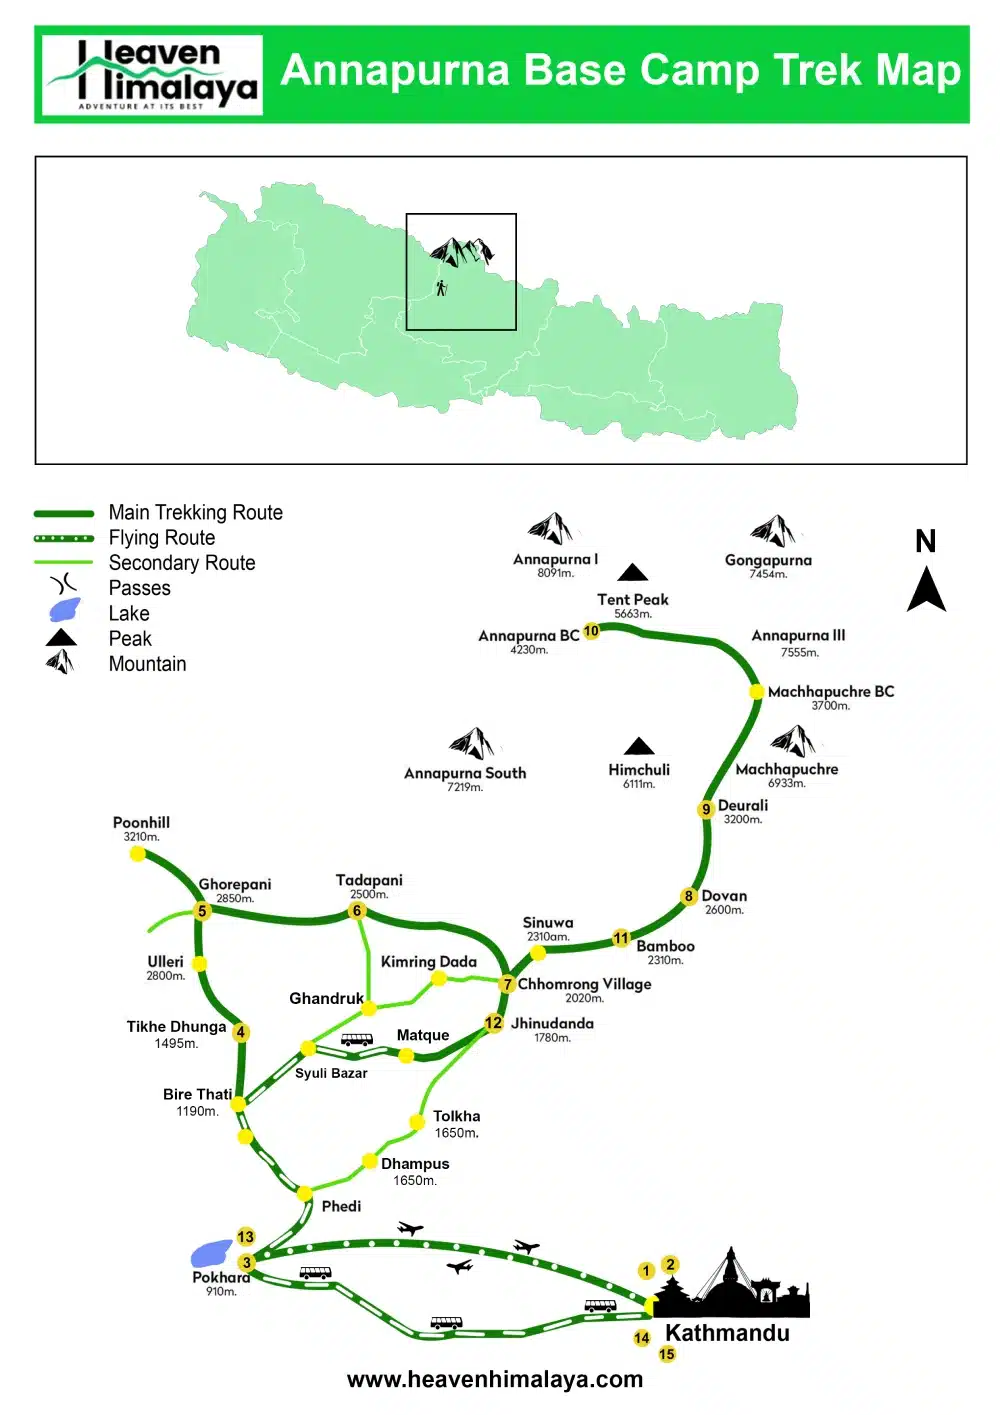 Heaven
Himalaya
ADVENTURE AT ITS BEST
Annapurna Base Camp Trek Map
Main Trekking Route
Flying Route
Secondary Route
Passes
Lake
Peak
Mountain
N
Annapurna I
8091m.
Gongapurna
7454m.
Tent Peak
5663m.
Annapurna BC
4230m.
10
Annapurna III
7555m.
Machhapuchre BC
3700m.
Annapurna South
7219m.
Himchuli
6111m.
Machhapuchre
6933m.
9
Deurali
3200m.
Poonhill
3210m.
Ghorepani
2850m.
5
Tadapani
2500m.
6
8
Dovan
2600m.
Sinuwa
2310am.
11
Bamboo
2310m.
Ulleri
2800m.
Kimring Dada
7
Chhomrong Village
2020m.
Ghandruk
Tikhe Dhunga
1495m.
4
12
Jhinudanda
1780m.
Matque
Syuli Bazar
Bire Thati
1190m.
Tolkha
1650m.
Dhampus
1650m.
Phedi
13
3
Pokhara
910m.
1
2
Kathmandu
14
15
www.heavenhimalaya.com